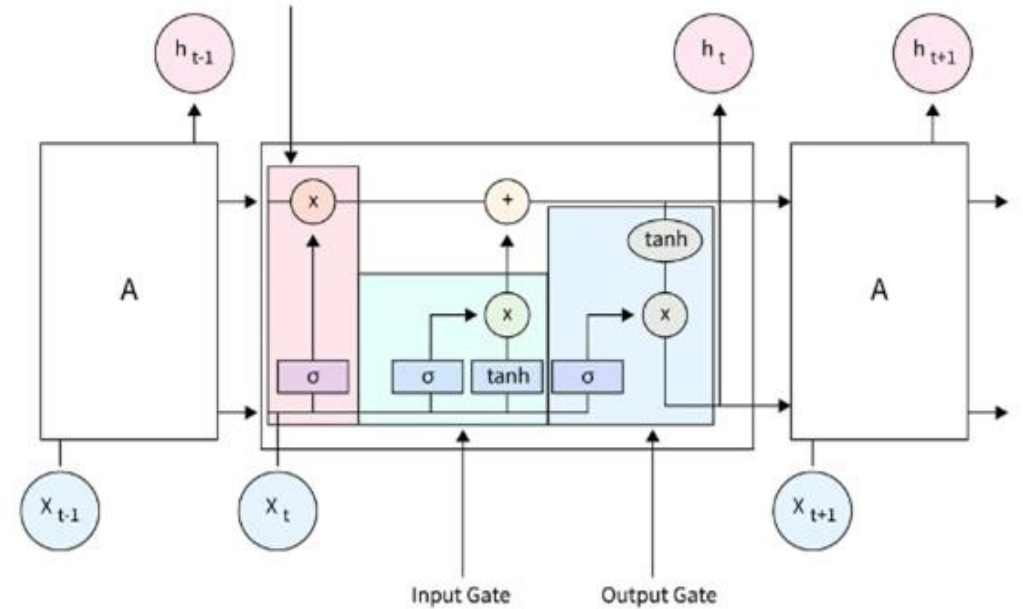 h t-1
h t
h t+1
x
+
tanh
A
A
x
x
σ
σ
tanh
σ
X t-1
X t
X t+1
Input Gate
Output Gate